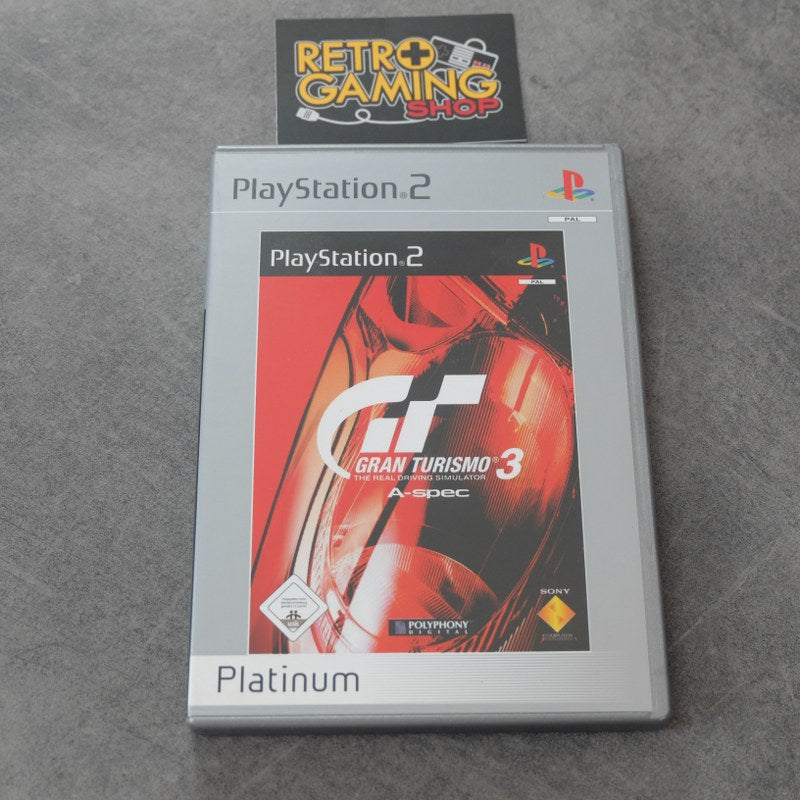 RETRO
GAMING
SHOP
PlayStation®2
PAL
PlayStation®2
PAL
GRAN TURISMO® 3
THE REAL DRIVING SIMULATOR
A-spec
SONY
POLYPHONY
DIGITAL
COMPUTER
Platinum